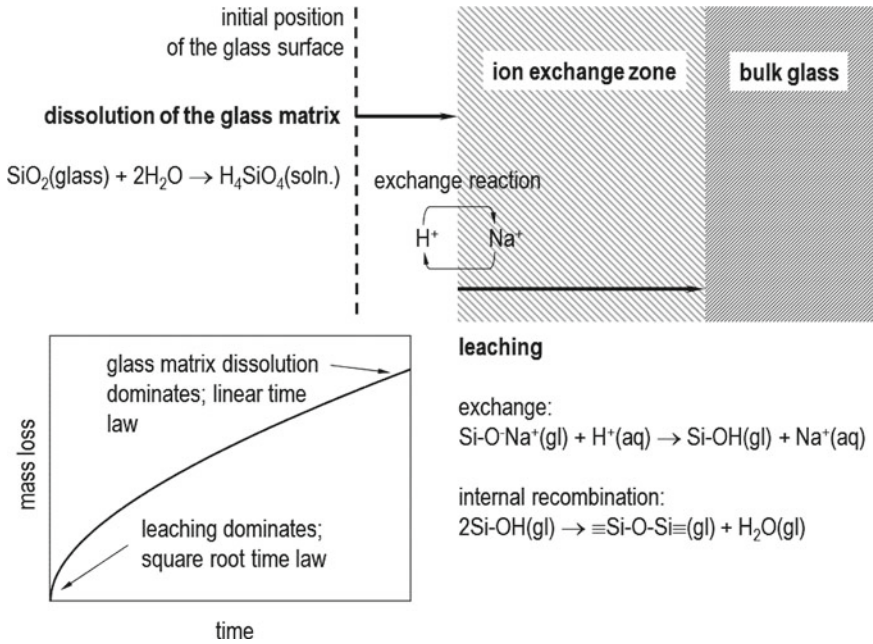 initial position
of the glass surface
ion exchange zone
bulk glass
dissolution of the glass matrix
SiO₂(glass) + 2H₂O → H₄SiO₄(soln.)
exchange reaction
H⁺
Na⁺
glass matrix dissolution
dominates; linear time
law
leaching dominates;
square root time law
mass loss
time
leaching
exchange:
Si-O⁻Na⁺(gl) + H⁺(aq) → Si-OH(gl) + Na⁺(aq)
internal recombination:
2Si-OH(gl) → ≡Si-O-Si≡(gl) + H₂O(gl)